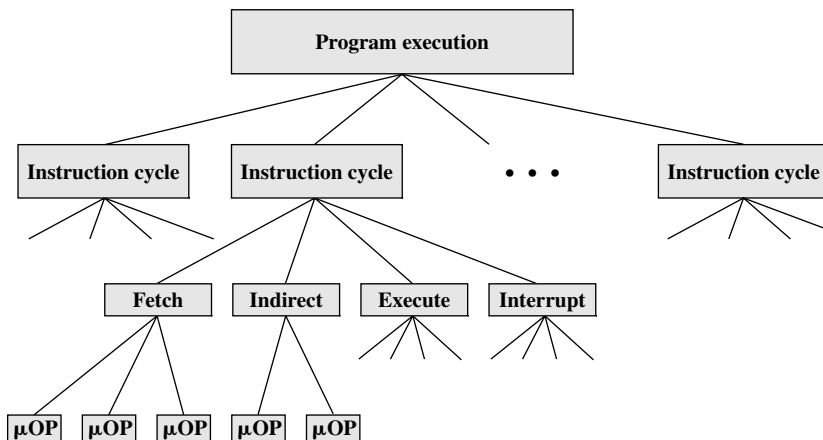 Program execution
Instruction cycle
Instruction cycle
• • •
Instruction cycle
Fetch
Indirect
Execute
Interrupt
μOP
μOP
μOP
μOP
μOP